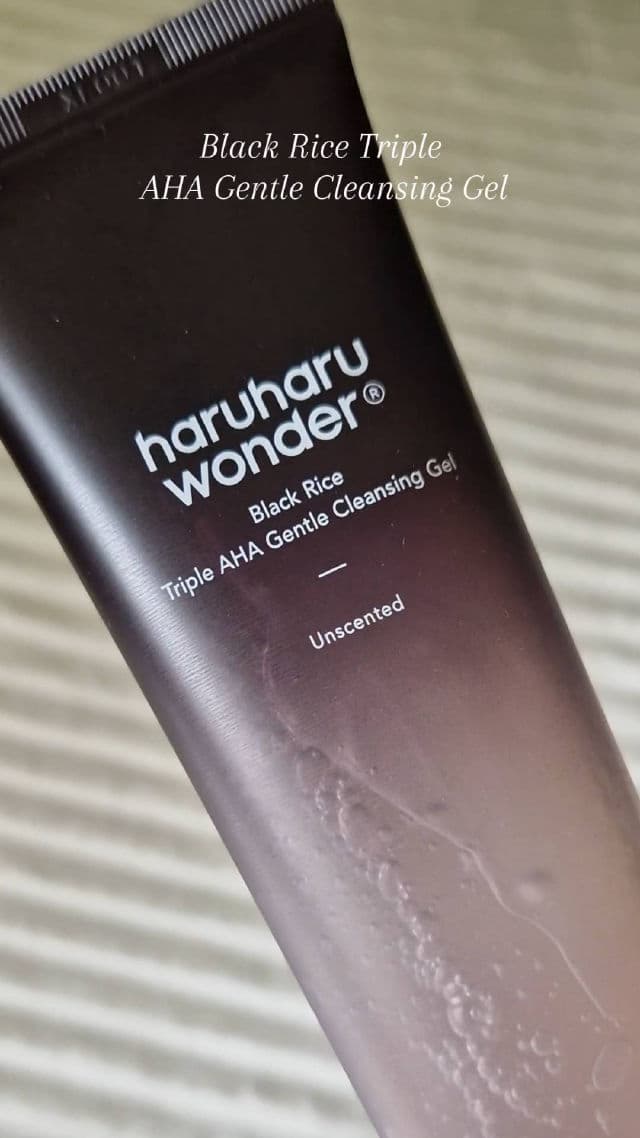 Black Rice Triple
AHA Gentle Cleansing Gel
haruharu
wonder®
Black Rice
Triple AHA Gentle Cleansing Gel
Unscented